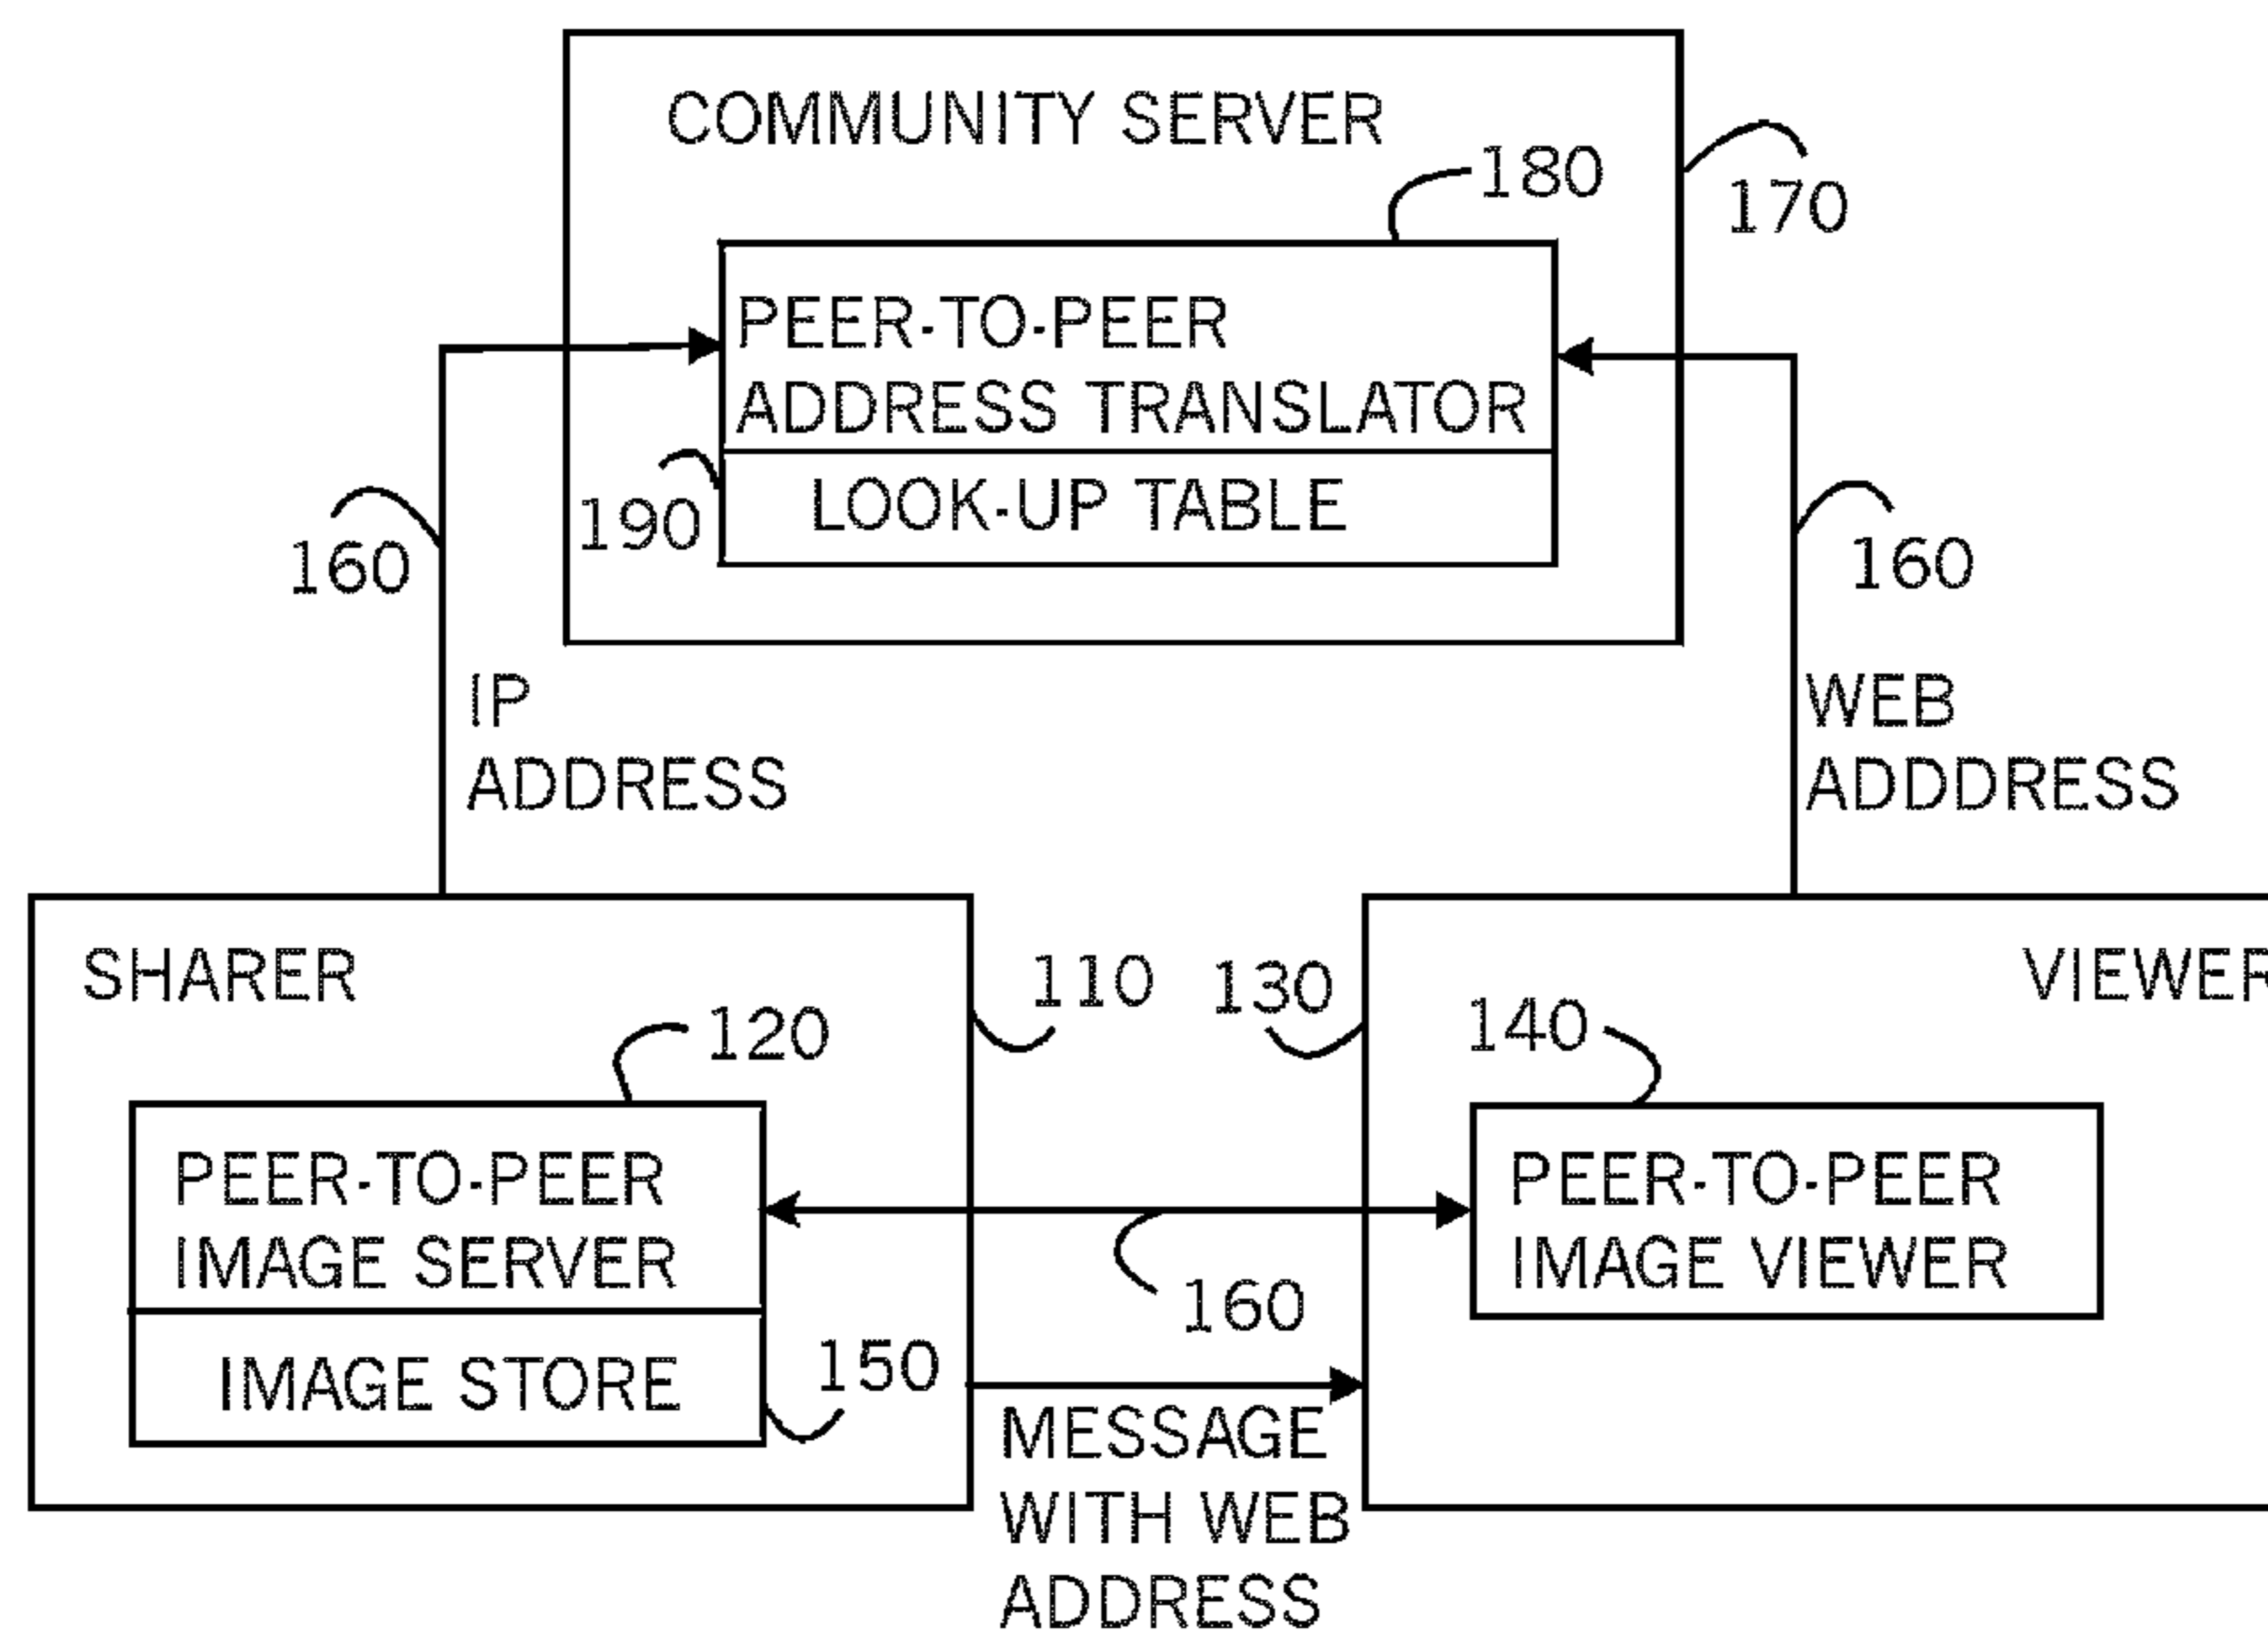 COMMUNITY SERVER
180
170
PEER-TO-PEER
ADDRESS TRANSLATOR
190
LOOK-UP TABLE
160
160
IP
ADDRESS
WEB
ADDDRESS
SHARER
110
130
VIEWER
120
140
PEER-TO-PEER
IMAGE SERVER
PEER-TO-PEER
IMAGE VIEWER
160
IMAGE STORE
150
MESSAGE
WITH WEB
ADDRESS